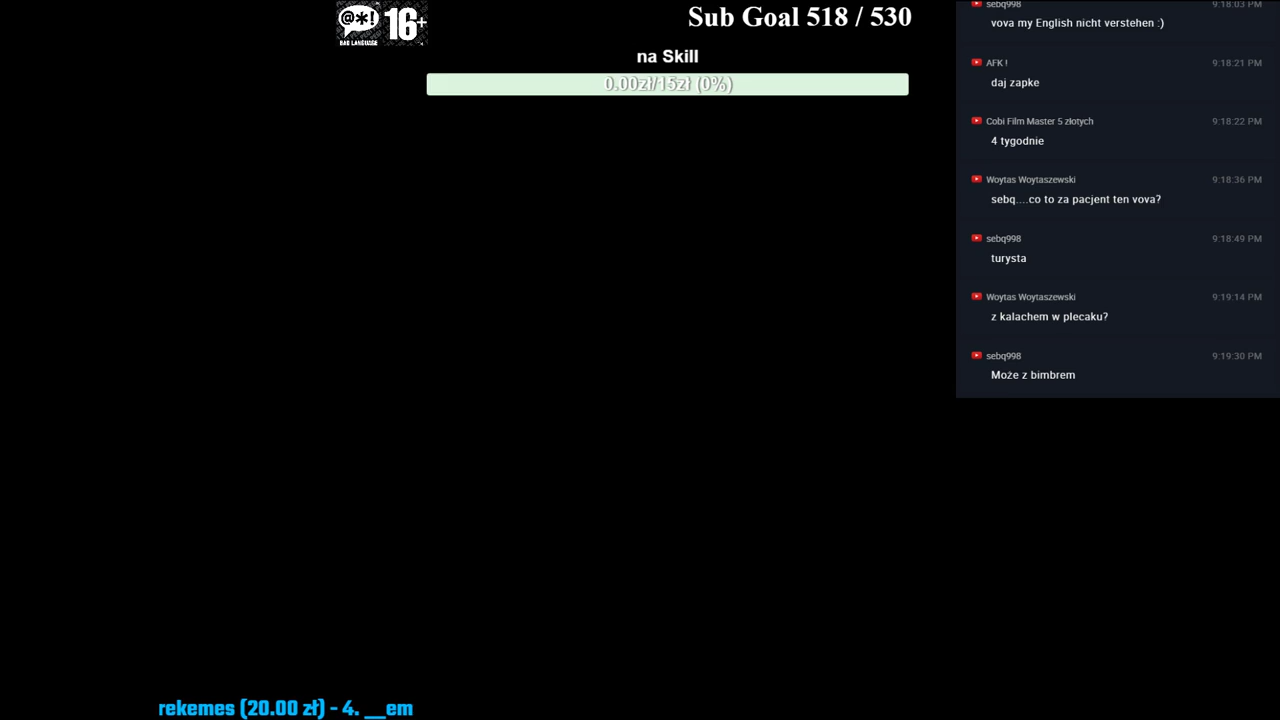 @*!
BAD LANGUAGE
16+
Sub Goal 518 / 530
na Skill
0.00zł/15zł (0%)
sebq998 9:18:03 PM
vova my English nicht verstehen :)
AFK ! 9:18:21 PM
daj zapke
Cobi Film Master 5 złotych 9:18:22 PM
4 tygodnie
Woytas Woytaszewski 9:18:36 PM
sebq....co to za pacjent ten vova?
sebq998 9:18:49 PM
turysta
Woytas Woytaszewski 9:19:14 PM
z kalachem w plecaku?
sebq998 9:19:30 PM
Może z bimbrem
rekemes (20.00 zł) - 4. __em